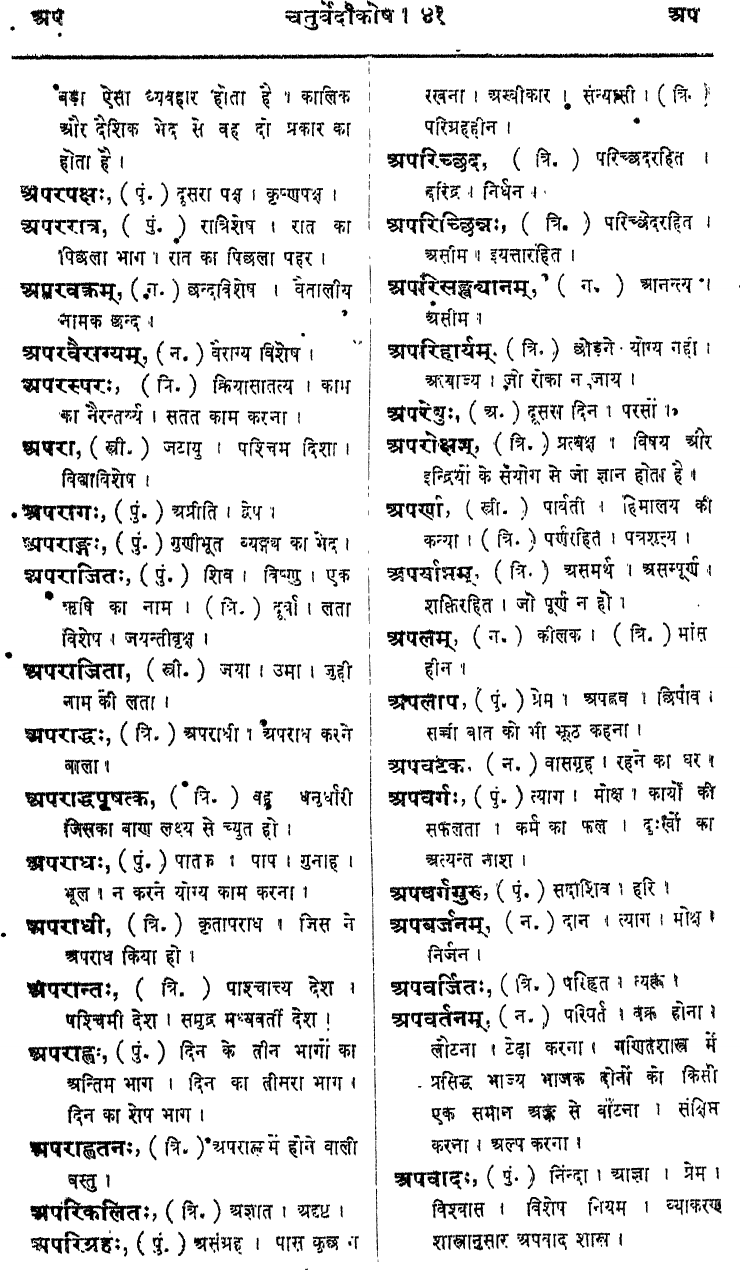 अप
चतुर्वेदीकोष । ४१
अप
बड़ा ऐसा व्यवहार होता है । कालिक
और दैशिक भेद से वह दो प्रकार का
होता है ।
अपरपक्षः, ( पुं. ) दूसरा पक्ष । कृष्णपक्ष ।
अपररात्र, ( पुं. ) रात्रिशेष । रात का
पिछला भाग । रात का पिछला पहर ।
अपरवक्रम्, ( न. ) छन्दविशेष । वैतालीय
नामक छन्द ।
अपरवैराग्यम्, ( न. ) वैराग्य विशेष ।
अपरस्परः, ( त्रि. ) क्रियासातत्य । काम
का नैरन्तर्य्य । सतत काम करना ।
अपरा, ( स्त्री. ) जटायु । पश्चिम दिशा ।
विद्याविशेष ।
अपरागः, ( पुं. ) अप्रीति । द्वेष ।
अपराङ्गः, ( पुं. ) गुणीभूत व्यङ्ग्य का भेद ।
अपराजितः, ( पुं. ) शिव । विष्णु । एक
ऋषि का नाम । ( त्रि. ) दूर्वा । लता
विशेष । जयन्तीवृक्ष ।
अपराजिता, ( स्त्री. ) जया । उमा । जुही
नाम की लता ।
अपराद्धः, ( त्रि. ) अपराधी । अपराध करने
वाला ।
अपराद्धपृषत्क, ( त्रि. ) वह धनुर्धारी
जिसका बाण लक्ष्य से च्युत हो ।
अपराधः, ( पुं. ) पातक । पाप । गुनाह ।
भूल । न करने योग्य काम करना ।
अपराधी, ( त्रि. ) कृतापराध । जिस ने
अपराध किया हो ।
अपरान्तः, ( त्रि. ) पाश्चात्त्य देश ।
पश्चिमी देश । समुद्र मध्यवर्ती देश ।
अपराह्णः, ( पुं. ) दिन के तीन भागों का
अन्तिम भाग । दिन का तीसरा भाग ।
दिन का शेष भाग ।
अपराह्णतनः, ( त्रि. ) अपराह्ण में होने वाली
वस्तु ।
अपरिकलितः, ( त्रि. ) अज्ञात । अदृष्ट ।
अपरिग्रहः, ( पुं. ) असंग्रह । पास कुछ न
रखना । अस्वीकार । संन्यासी । ( त्रि. )
परिग्रहहीन ।
अपरिच्छद, ( त्रि. ) परिच्छदरहित ।
दरिद्र । निर्धन ।
अपरिच्छिन्नः, ( त्रि. ) परिच्छेदरहित ।
असीम । इयत्तारहित ।
अपरिसङ्ख्यानम्, ( न. ) आनन्त्य ।
असीम ।
अपरिहार्यम्. ( त्रि. ) छोड़ने योग्य नहीं ।
अत्याज्य । जो रोका न जाय ।
अपरेद्युः, ( अ. ) दूसरा दिन । परसों ।
अपरोक्षम्, ( त्रि. ) प्रत्यक्ष । विषय और
इन्द्रियों के संयोग से जो ज्ञान होता है ।
अपर्णा, ( स्त्री. ) पार्वती । हिमालय की
कन्या । ( त्रि. ) पर्णरहित । पत्रशून्य ।
अपर्याप्तम्, ( त्रि. ) असमर्थ । असम्पूर्ण ।
शक्तिरहित । जो पूर्ण न हो ।
अपलम्, ( न. ) कीलक । ( त्रि. ) मांस
हीन ।
अपलाप, ( पुं. ) प्रेम । अपह्नव । छिपाव ।
सच्ची बात को भी झूठ कहना ।
अपवटक. ( न. ) वासगृह । रहने का घर ।
अपवर्गः, ( पुं. ) त्याग । मोक्ष । कार्यों की
सफलता । कर्म का फल । दुःखों का
अत्यन्त नाश ।
अपवर्गगुरु, ( पुं. ) सदाशिव । हरि ।
अपवर्जनम्, ( न. ) दान । त्याग । मोक्ष ।
निर्जन ।
अपवर्जितः, ( त्रि. ) परिहृत । त्यक्त ।
अपवर्तनम्, ( न. ) परिवर्त । वक्र होना ।
लौटना । टेढ़ा करना । गणितशास्त्र में
प्रसिद्ध भाज्य भाजक दोनों को किसी
एक समान अङ्क से बाँटना । संक्षिप्त
करना । अल्प करना ।
अपवादः, ( पुं. ) निंन्दा । आज्ञा । प्रेम ।
विश्वास । विशेष नियम । व्याकरण
शास्त्रानुसार अपवाद शास्त्र ।